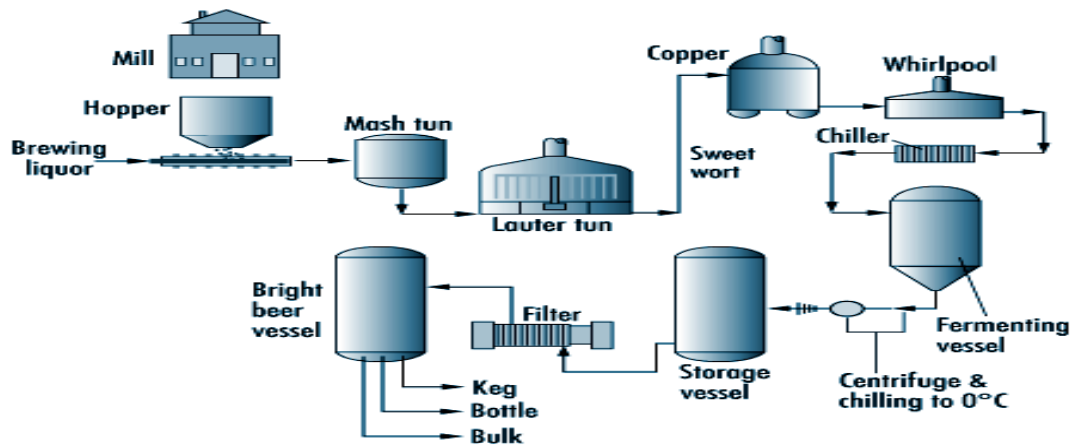 Mill
Hopper
Brewing
liquor
Mash tun
Lauter tun
Sweet
wort
Copper
Whirlpool
Chiller
Fermenting
vessel
Centrifuge &
chilling to 0°C
Storage
vessel
Filter
Bright
beer
vessel
Keg
Bottle
Bulk